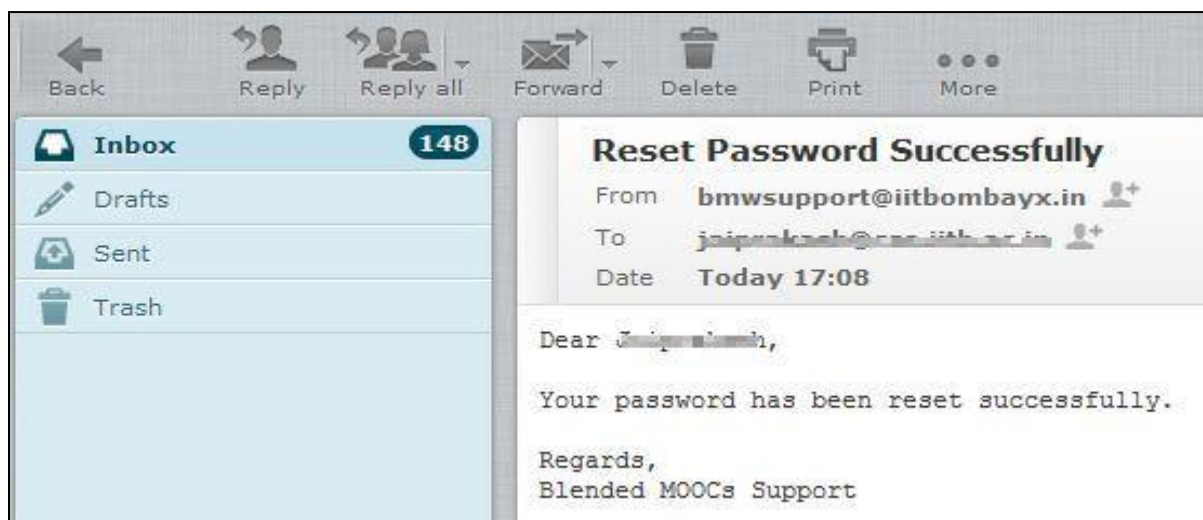 Back Reply Reply all Forward Delete Print More
Inbox 148
Drafts
Sent
Trash
Reset Password Successfully
From bmwsupport@iitbombayx.in
To
Date Today 17:08
Dear
Your password has been reset successfully.
Regards,
Blended MOOCs Support